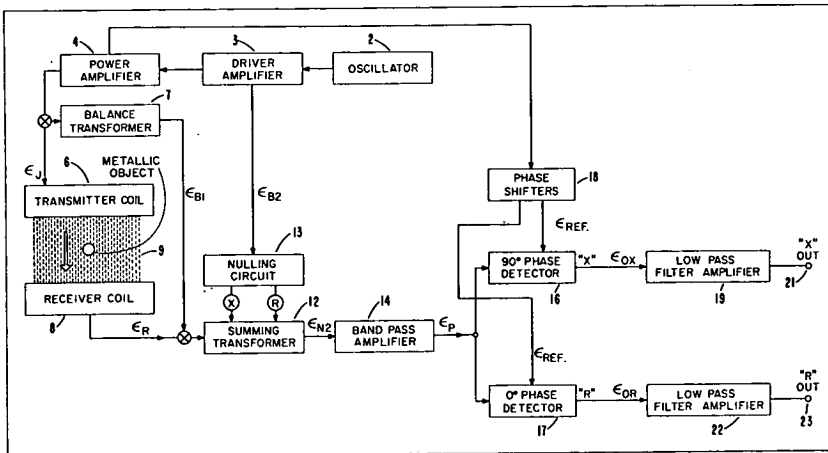 4
POWER
AMPLIFIER
3
DRIVER
AMPLIFIER
2
OSCILLATOR
7
BALANCE
TRANSFORMER
METALLIC
OBJECT
ϵJ
6
TRANSMITTER COIL
9
RECEIVER COIL
8
ϵR
ϵB1
ϵB2
13
NULLING
CIRCUIT
X
R
12
SUMMING
TRANSFORMER
ϵN2
14
BAND PASS
AMPLIFIER
ϵP
PHASE
SHIFTERS
18
ϵREF.
90° PHASE
DETECTOR
16
"X"
ϵOX
LOW PASS
FILTER AMPLIFIER
19
"X"
OUT
21
ϵREF.
0° PHASE
DETECTOR
17
"R"
ϵOR
LOW PASS
FILTER AMPLIFIER
22
"R"
OUT
23